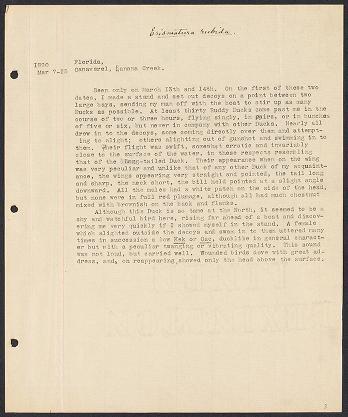 Erismatura rubida.
1890
Florida,
Mar 7-25
Canaveral, Banana Creek.
Seen only on March 13th and 14th. On the first of these two
dates, I made a stand and set out decoys on a point between two
large bays, sending my man off with the boat to stir up as many
Ducks as possible. At least thirty Ruddy Ducks came past me in the
course of two or three hours, flying singly, in pairs, or in bunches
of five or six, but never in company with other Ducks. Nearly all
drew in to the decoys, some coming directly over them and attempt-
ing to alight; others alighting out of gunshot and swimming in to
them. Their flight was swift, somewhat erratic and invariably
close to the surface of the water, in these respects resembling
that of the Long-tailed Duck. Their appearance when on the wing
was very peculiar and unlike that of any other Duck of my acquaint-
ance, the wings appearing very straight and pointed, the tail long
and sharp, the neck short, the bill held pointed at a slight angle
downward. All the males had a white patch on the side of the head,
but none were in full red plumage, although all had much chestnut
mixed with brownish on the back and flanks.
Although this Duck is so tame at the North, it seemed to be a
shy and watchful bird here, rising far ahead of a boat and discov-
ering me very quickly if I showed myself in the stand. A female
which alighted outside the decoys and swam in to them uttered many
times in succession a low Kek or Gac, ducklike in general charact-
er but with a peculiar twanging or vibrating quality. This sound
was not loud, but carried well. Wounded birds dove with great ad-
dress, and, on reappearing showed only the head above the surface.